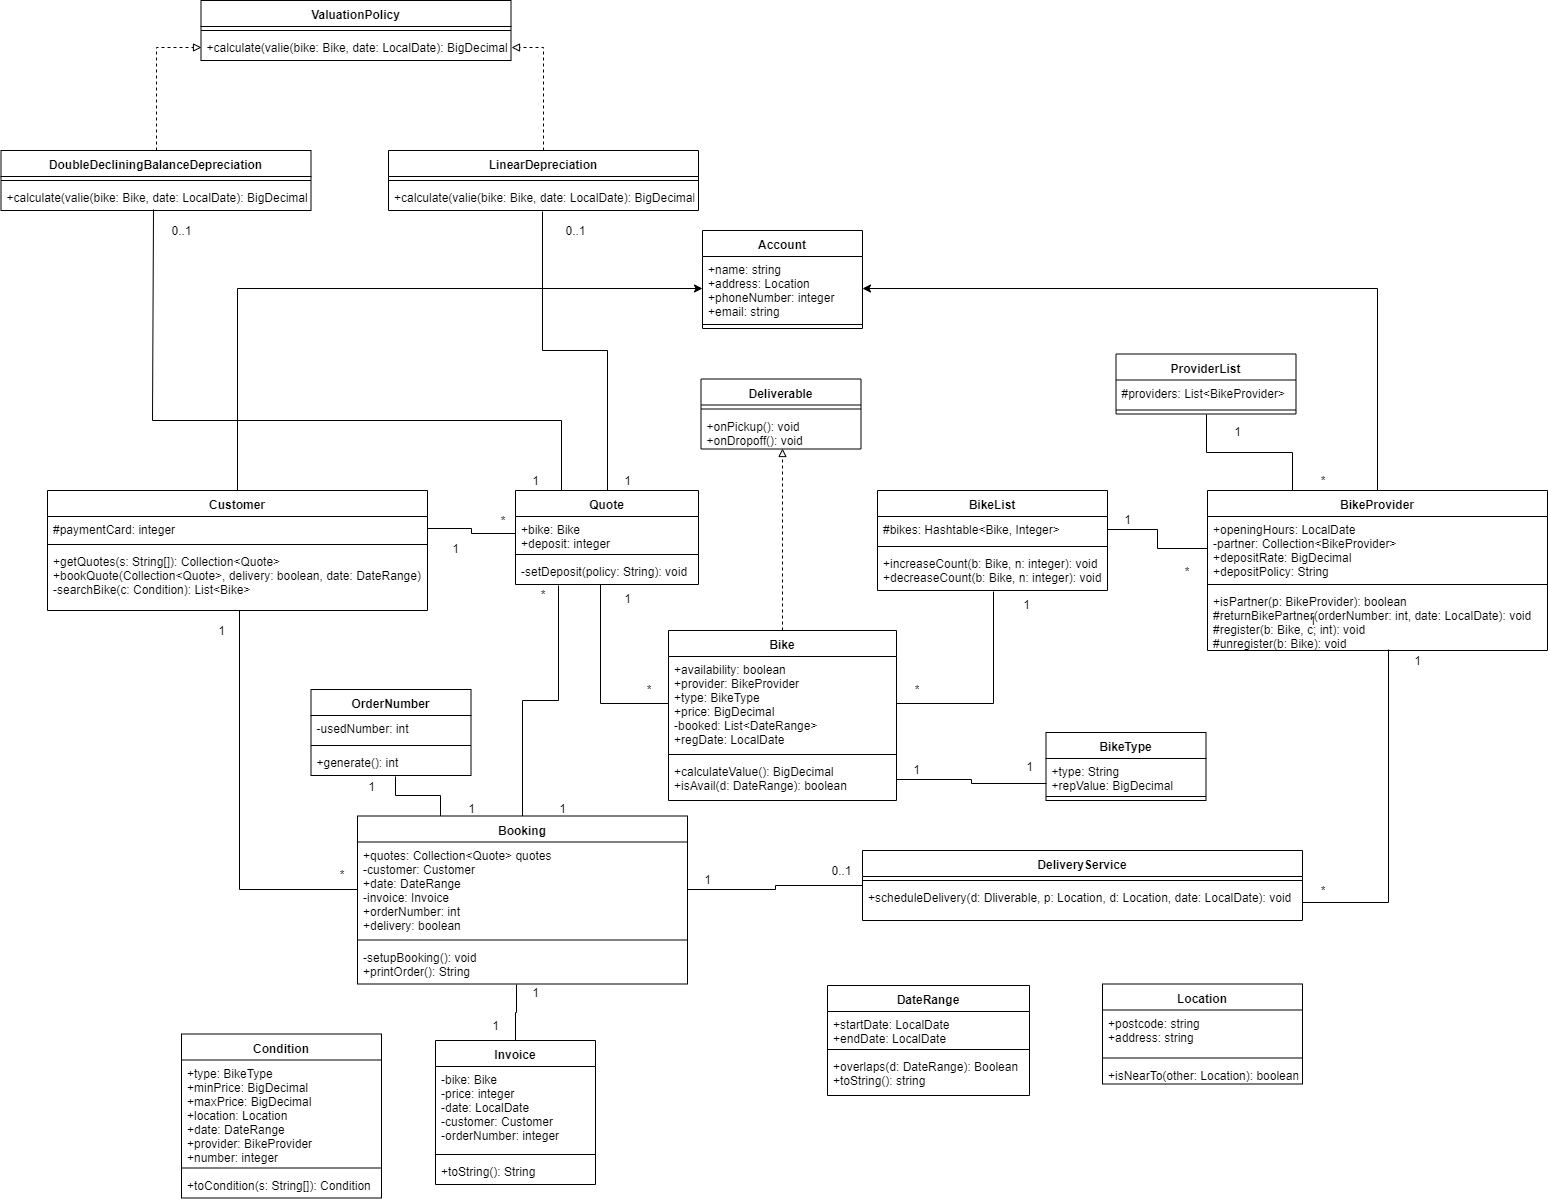 ValuationPolicy
+calculate(valie(bike: Bike, date: LocalDate): BigDecimal
DoubleDecliningBalanceDepreciation
+calculate(valie(bike: Bike, date: LocalDate): BigDecimal
0..1
LinearDepreciation
+calculate(valie(bike: Bike, date: LocalDate): BigDecimal
0..1
Account
+name: string
+address: Location
+phoneNumber: integer
+email: string
ProviderList
#providers: List<BikeProvider>
1
*
Deliverable
+onPickup(): void
+onDropoff(): void
Customer
#paymentCard: integer
+getQuotes(s: String[]): Collection<Quote>
+bookQuote(Collection<Quote>, delivery: boolean, date: DateRange)
-searchBike(c: Condition): List<Bike>
1
*
1
1
1
Quote
+bike: Bike
+deposit: integer
-setDeposit(policy: String): void
*
1
BikeList
#bikes: Hashtable<Bike, Integer>
+increaseCount(b: Bike, n: integer): void
+decreaseCount(b: Bike, n: integer): void
1
*
1
BikeProvider
+openingHours: LocalDate
-partner: Collection<BikeProvider>
+depositRate: BigDecimal
+depositPolicy: String
+isPartner(p: BikeProvider): boolean
#returnBikePartner(orderNumber: int, date: LocalDate): void
#register(b: Bike, c: int): void
#unregister(b: Bike): void
1
Bike
+availability: boolean
+provider: BikeProvider
+type: BikeType
+price: BigDecimal
-booked: List<DateRange>
+regDate: LocalDate
+calculateValue(): BigDecimal
+isAvail(d: DateRange): boolean
*
*
1
1
BikeType
+type: String
+repValue: BigDecimal
OrderNumber
-usedNumber: int
+generate(): int
1
1
1
*
Booking
+quotes: Collection<Quote> quotes
-customer: Customer
+date: DateRange
-invoice: Invoice
+orderNumber: int
+delivery: boolean
-setupBooking(): void
+printOrder(): String
1
0..1
DeliveryService
+scheduleDelivery(d: Dliverable, p: Location, d: Location, date: LocalDate): void
*
1
1
Invoice
-bike: Bike
-price: integer
-date: LocalDate
-customer: Customer
-orderNumber: integer
+toString(): String
Condition
+type: BikeType
+minPrice: BigDecimal
+maxPrice: BigDecimal
+location: Location
+date: DateRange
+provider: BikeProvider
+number: integer
+toCondition(s: String[]): Condition
DateRange
+startDate: LocalDate
+endDate: LocalDate
+overlaps(d: DateRange): Boolean
+toString(): string
Location
+postcode: string
+address: string
+isNearTo(other: Location): boolean